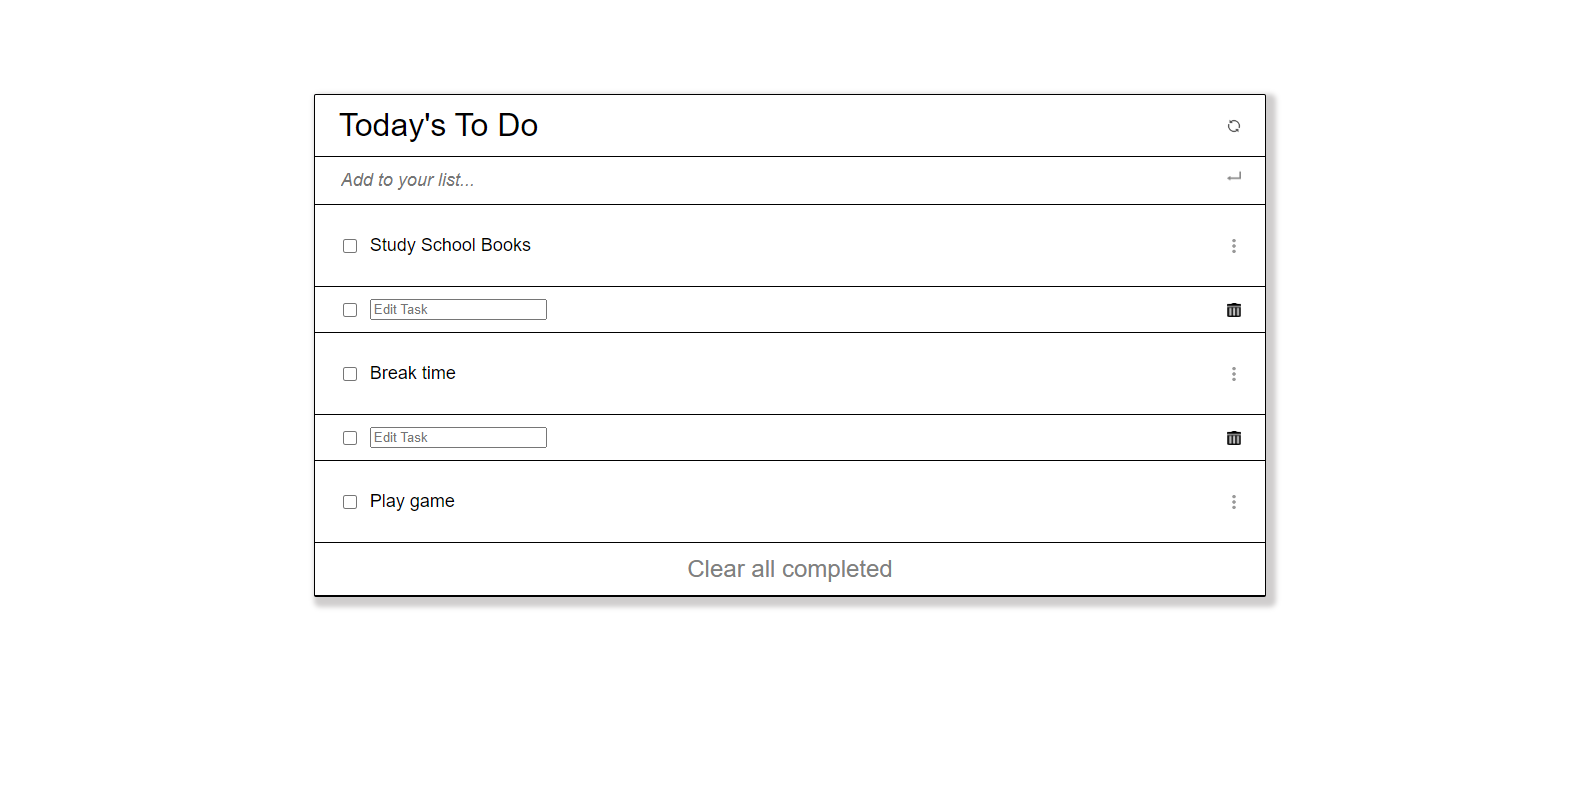 Today's To Do
Add to your list...
Study School Books
Edit Task
Break time
Edit Task
Play game
Clear all completed